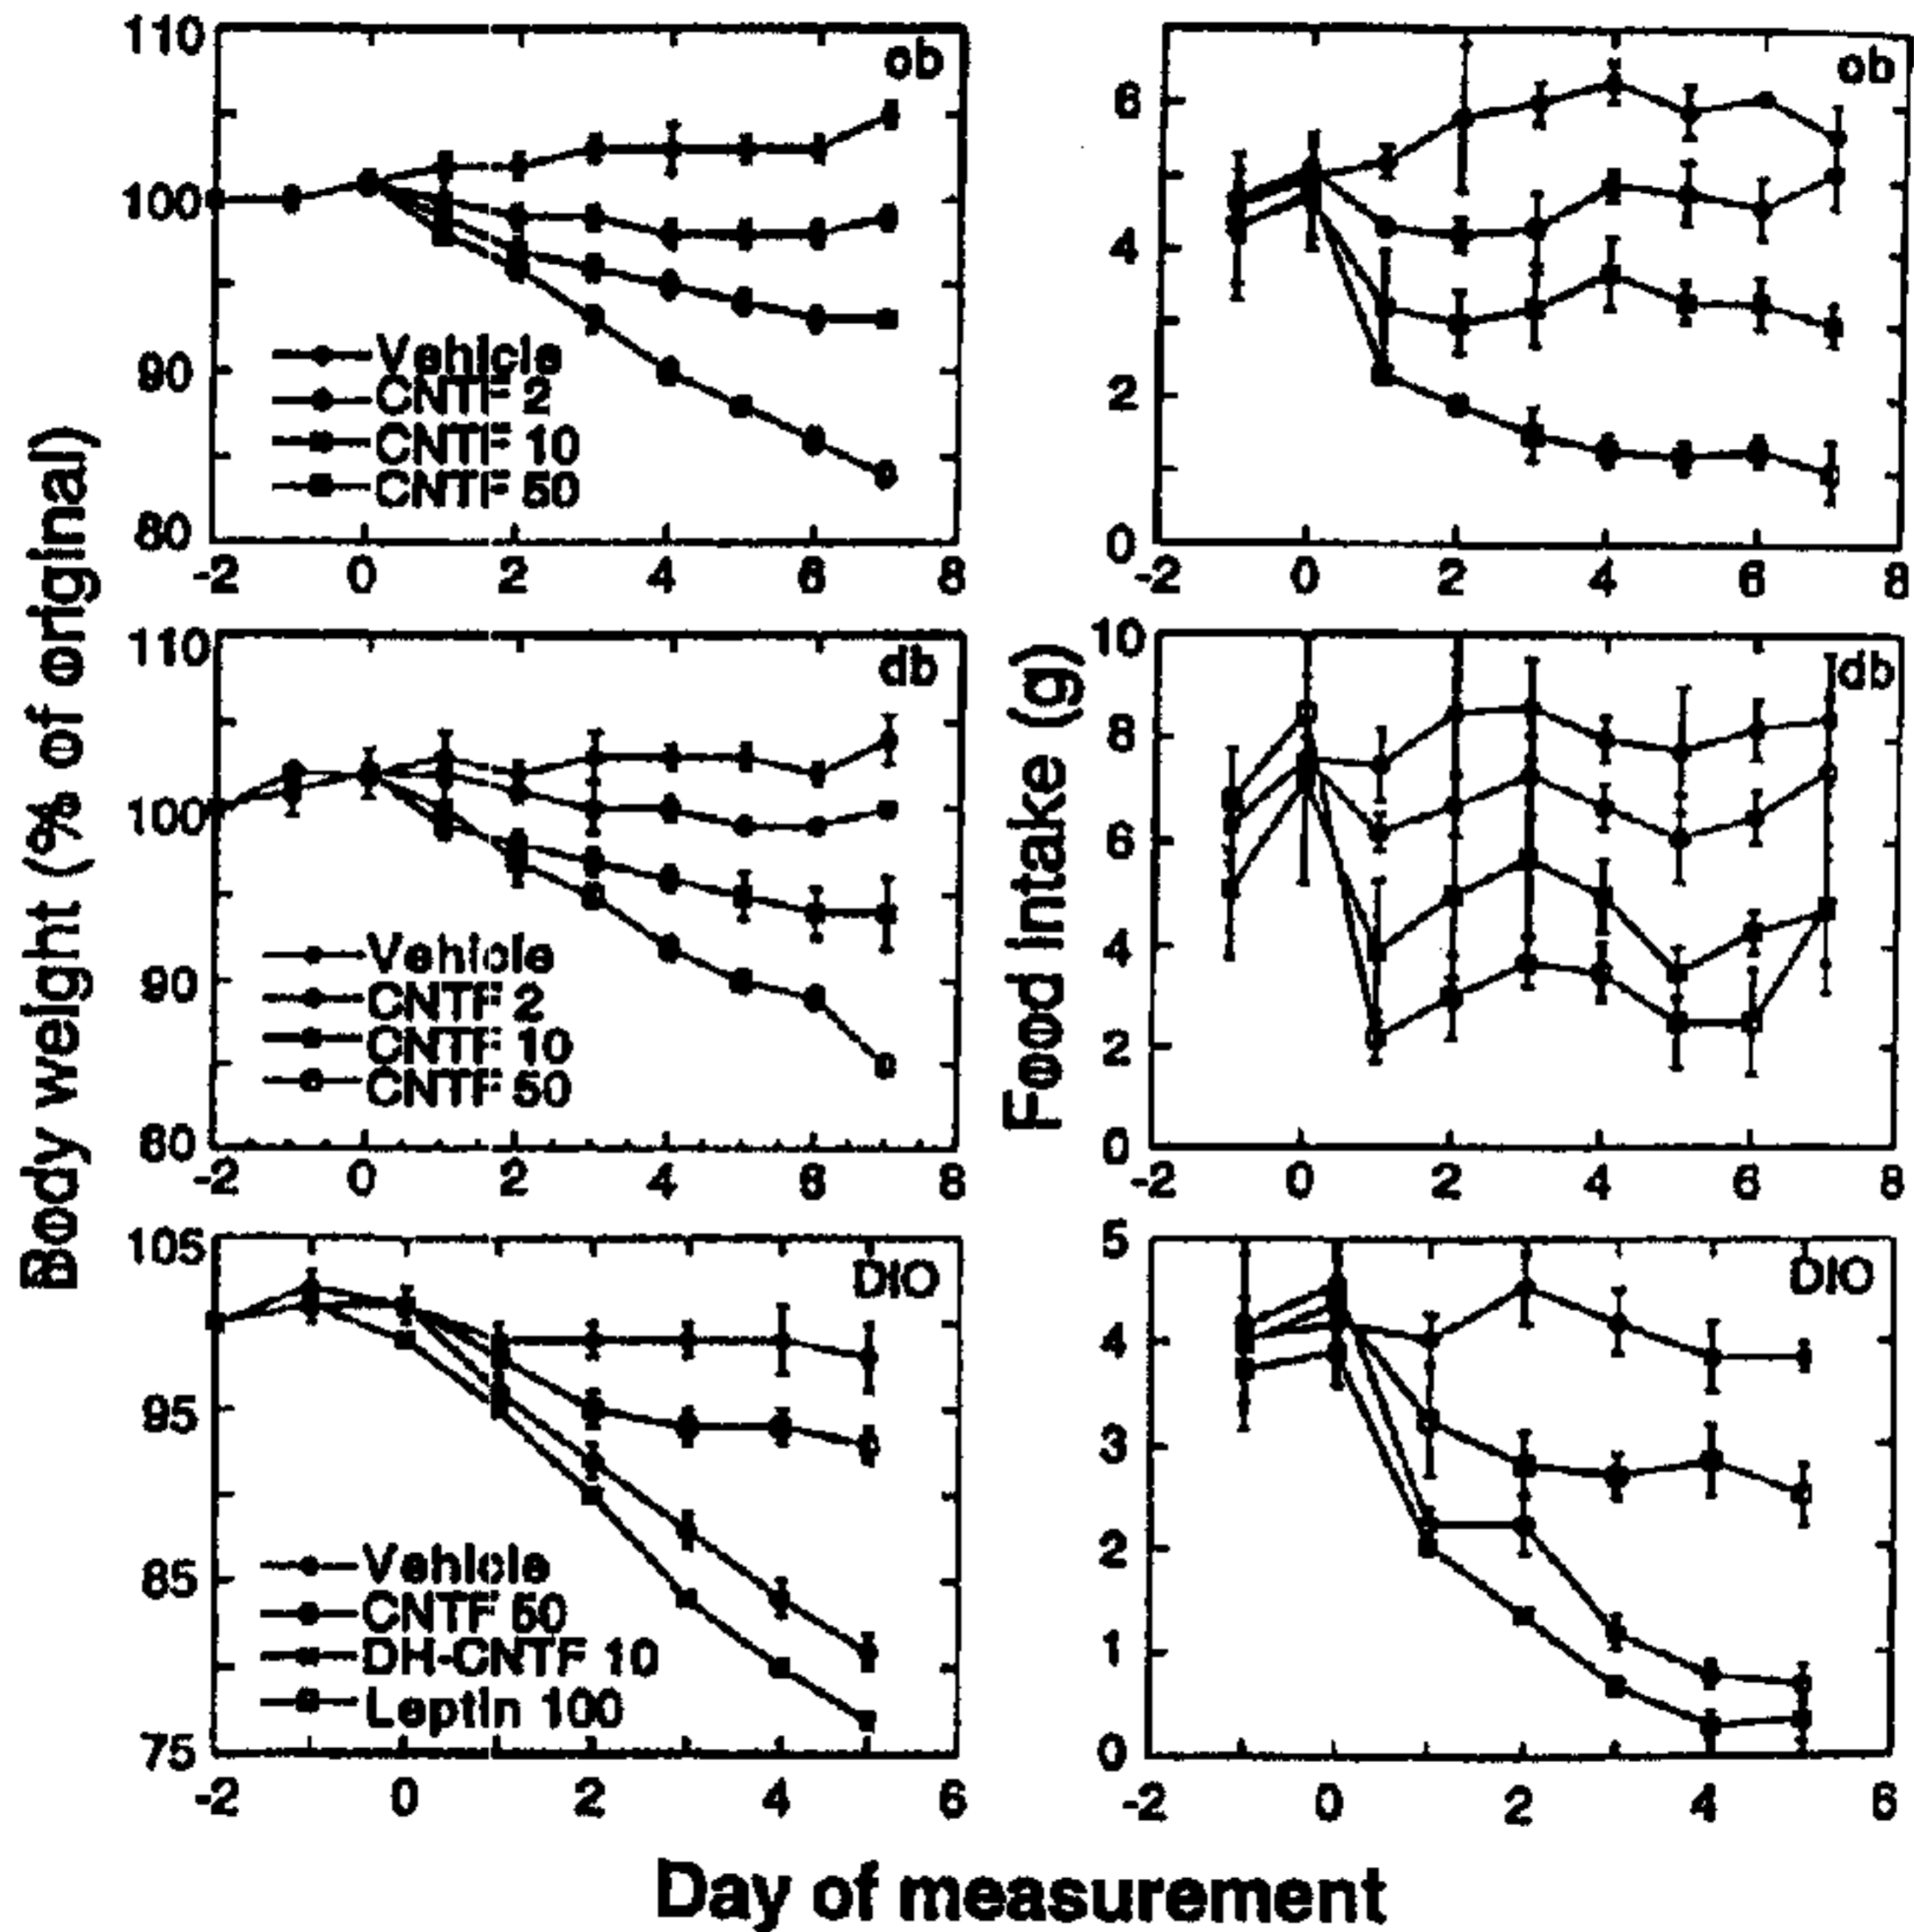 Body weight (% of original)
110
100
90
80
ob
Vehicle
CNTF 2
CNTF 10
CNTF 50
-2 0 2 4 6 8
6
4
2
0
ob
-2 0 2 4 6 8
110
100
90
80
db
Vehicle
CNTF 2
CNTF 10
CNTF 50
-2 0 2 4 6 8
Food intake (g)
10
8
6
4
2
0
db
-2 0 2 4 6 8
105
95
85
75
DIO
Vehicle
CNTF 50
DH-CNTF 10
Leptin 100
-2 0 2 4 6
5
4
3
2
1
0
DIO
-2 0 2 4 6
Day of measurement